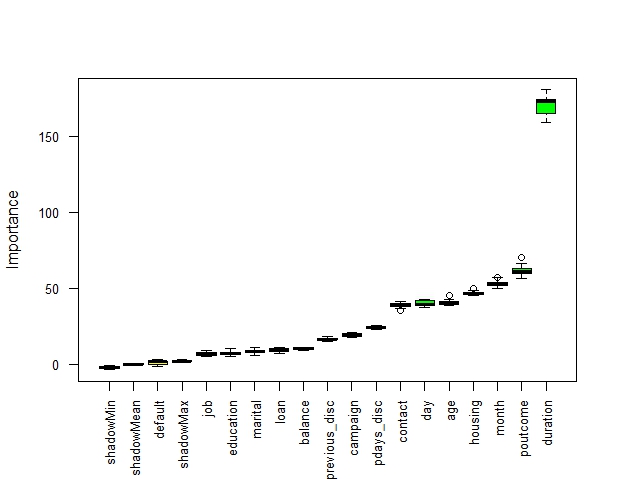 Importance
150
100
50
0
shadowMin
shadowMean
default
shadowMax
job
education
marital
loan
balance
previous_disc
campaign
pdays_disc
contact
day
age
housing
month
poutcome
duration